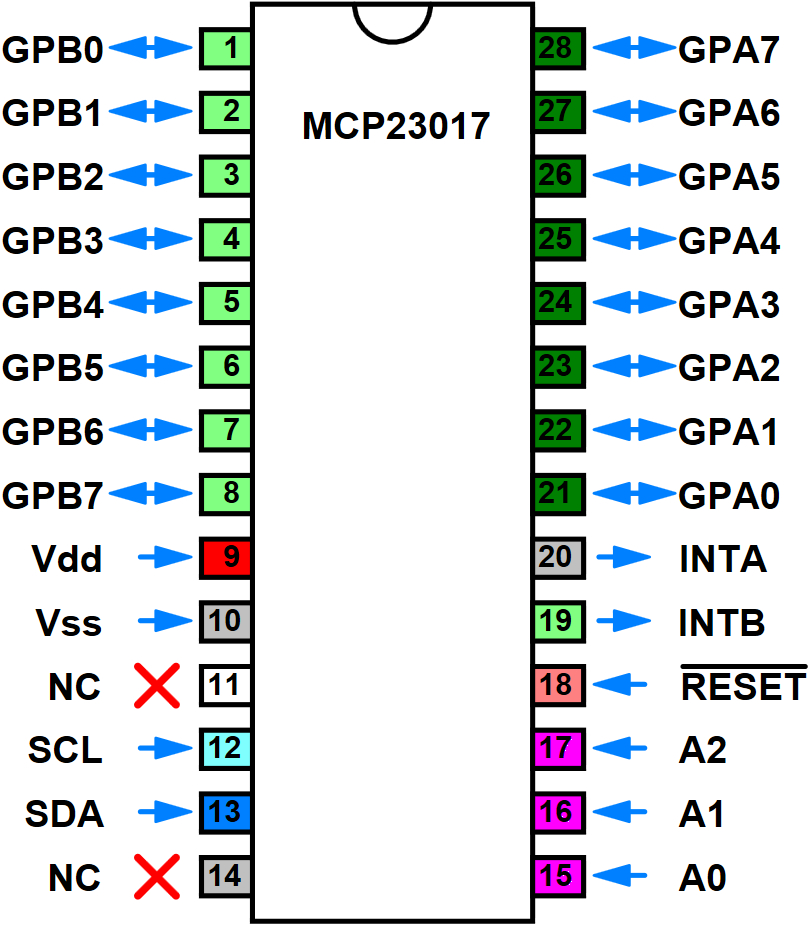 GPB0 1 28 GPA7
MCP23017
GPB1 2 27 GPA6
GPB2 3 26 GPA5
GPB3 4 25 GPA4
GPB4 5 24 GPA3
GPB5 6 23 GPA2
GPB6 7 22 GPA1
GPB7 8 21 GPA0
Vdd 9 20 INTA
Vss 10 19 INTB
NC 11 18 RESET
SCL 12 17 A2
SDA 13 16 A1
NC 14 15 A0